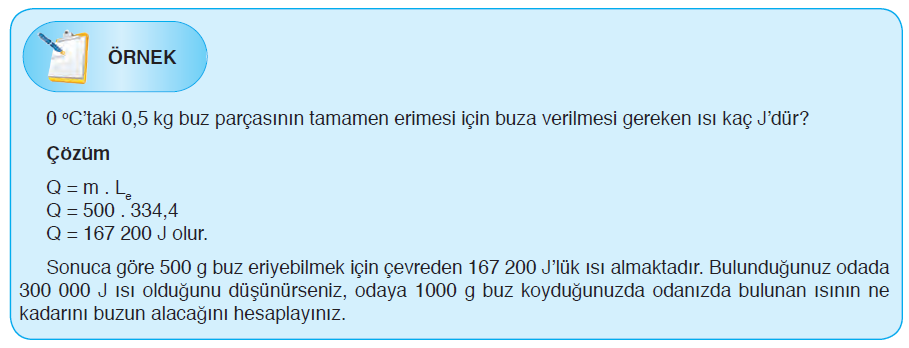 ÖRNEK
0 ºC’taki 0,5 kg buz parçasının tamamen erimesi için buza verilmesi gereken ısı kaç J’dür?
Çözüm
Q = m . Lₑ
Q = 500 . 334,4
Q = 167 200 J olur.
Sonuca göre 500 g buz eriyebilmek için çevreden 167 200 J’lük ısı almaktadır. Bulunduğunuz odada
300 000 J ısı olduğunu düşünürseniz, odaya 1000 g buz koyduğunuzda odanızda bulunan ısının ne
kadarını buzun alacağını hesaplayınız.